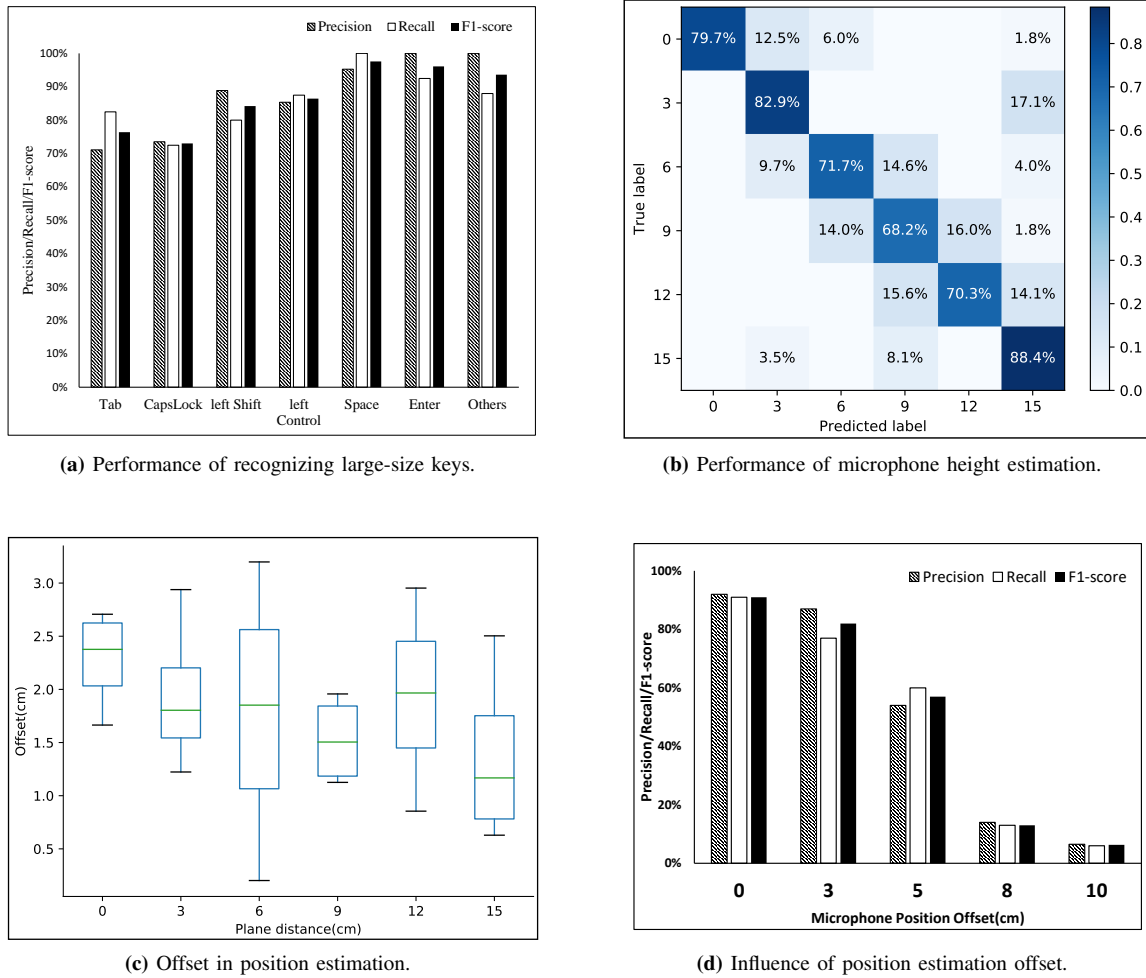 Precision Recall F1-score
100%
90%
80%
70%
60%
50%
40%
30%
20%
10%
0%
Precision/Recall/F1-score
Tab CapsLock left Shift left Control Space Enter Others
(a) Performance of recognizing large-size keys.
0 79.7% 12.5% 6.0% 1.8%
3 82.9% 17.1%
6 9.7% 71.7% 14.6% 4.0%
9 14.0% 68.2% 16.0% 1.8%
12 15.6% 70.3% 14.1%
15 3.5% 8.1% 88.4%
True label
0 3 6 9 12 15
Predicted label
0.8
0.7
0.6
0.5
0.4
0.3
0.2
0.1
0.0
(b) Performance of microphone height estimation.
3.0
2.5
2.0
1.5
1.0
0.5
Offset(cm)
0 3 6 9 12 15
Plane distance(cm)
(c) Offset in position estimation.
Precision Recall F1-score
100%
80%
60%
40%
20%
0%
Precision/Recall/F1-score
0 3 5 8 10
Microphone Position Offset(cm)
(d) Influence of position estimation offset.